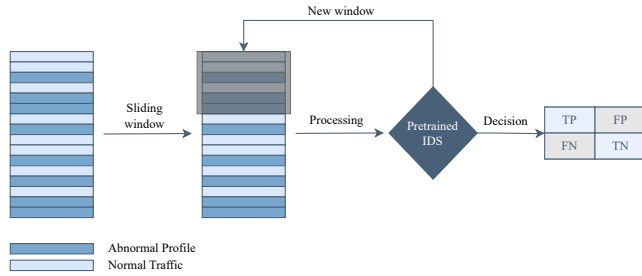 New window
Sliding
window
Processing
Pretrained
IDS
Decision
TP FP
FN TN
Abnormal Profile
Normal Traffic